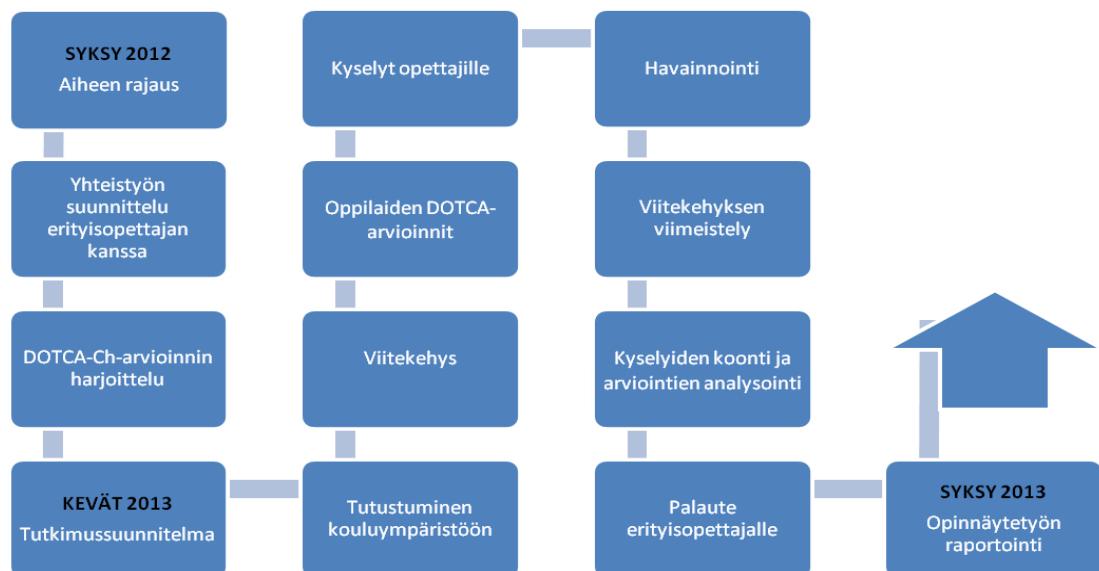 SYKSY 2012
Aiheen rajaus
Yhteistyön
suunnittelu
erityisopettajan
kanssa
DOTCA-Ch-arvioinnin
harjoittelu
KEVÄT 2013
Tutkimussuunnitelma
Tutustuminen
kouluympäristöön
Viitekehys
Oppilaiden DOTCA-
arvioinnit
Kyselyt opettajille
Havainnointi
Viitekehyksen
viimeistely
Kyselyiden koonti ja
arviointien analysointi
Palaute
erityisopettajalle
SYKSY 2013
Opinnäytetyön
raportointi